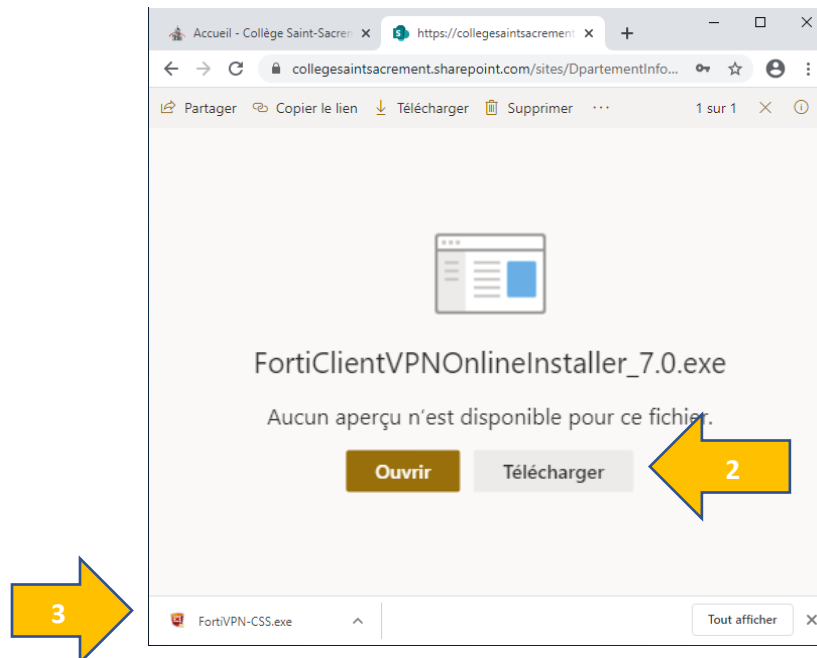 Accueil - Collège Saint-Sacren
https://collegesaintsacrement
collegesaintsacrement.sharepoint.com/sites/DpartementInfo...
Partager Copier le lien Télécharger Supprimer ... 1 sur 1
FortiClientVPNOnlineInstaller_7.0.exe
Aucun aperçu n'est disponible pour ce fichier.
Ouvrir Télécharger 2
3 FortiVPN-CSS.exe Tout afficher